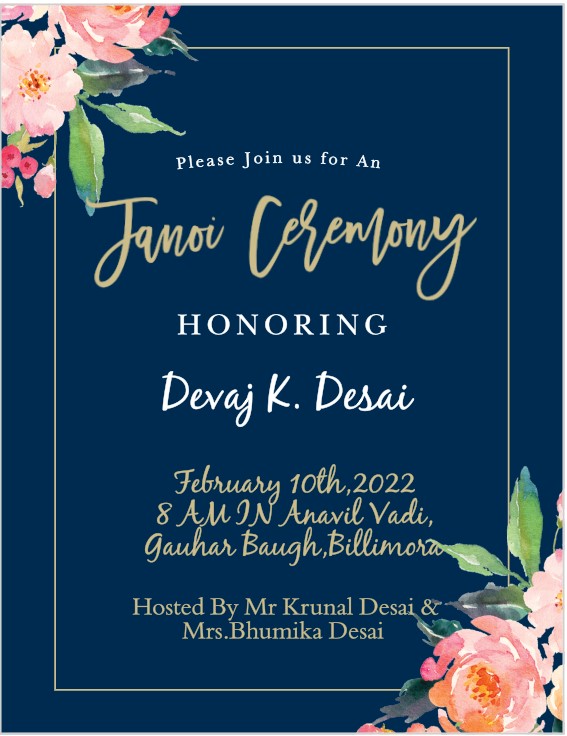 Please Join us for An
Janoi Ceremony
HONORING
Devaj K. Desai
February 10th,2022
8 AM IN Anavil Vadi,
Gauhar Baugh,Billimora
Hosted By Mr Krunal Desai &
Mrs.Bhumika Desai